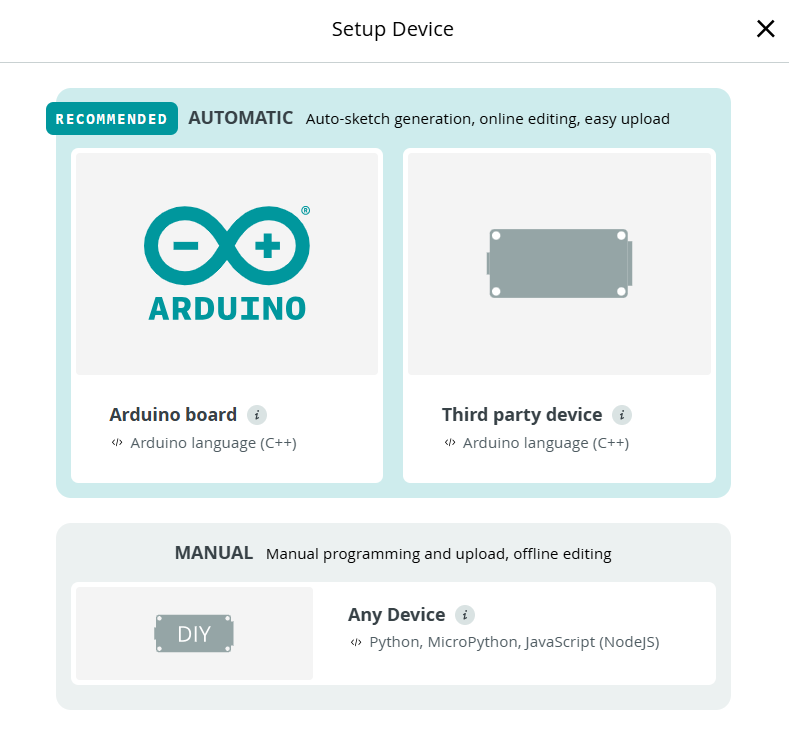 Setup Device
RECOMMENDED AUTOMATIC Auto-sketch generation, online editing, easy upload
®
ARDUINO
Arduino board i
</> Arduino language (C++)
Third party device i
</> Arduino language (C++)
MANUAL Manual programming and upload, offline editing
DIY
Any Device i
</> Python, MicroPython, JavaScript (NodeJS)